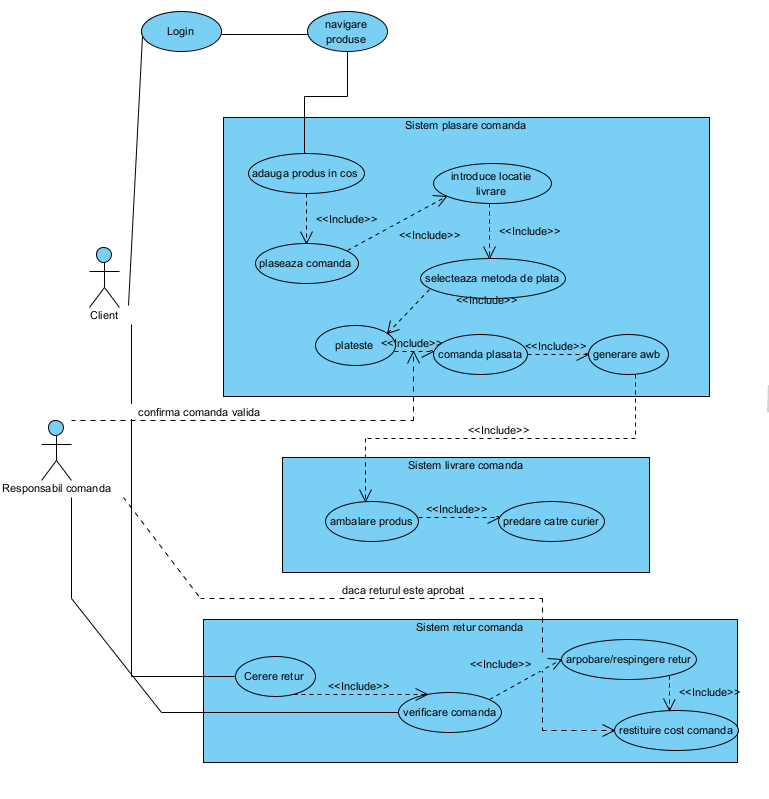 Login
navigare
produse
Sistem plasare comanda
adauga produs in cos
introduce locatie
livrare
<<Include>>
<<Include>>
<<Include>>
plaseaza comanda
selecteaza metoda de plata
<<Include>>
Client
plateste
<<Include>>
comanda plasata
<<Include>>
generare awb
confirma comanda valida
<<Include>>
Responsabil comanda
Sistem livrare comanda
ambalare produs
<<Include>>
predare catre curier
daca returul este aprobat
Sistem retur comanda
Cerere retur
<<Include>>
<<Include>>
arpobare/respingere retur
<<Include>>
verificare comanda
restituire cost comanda